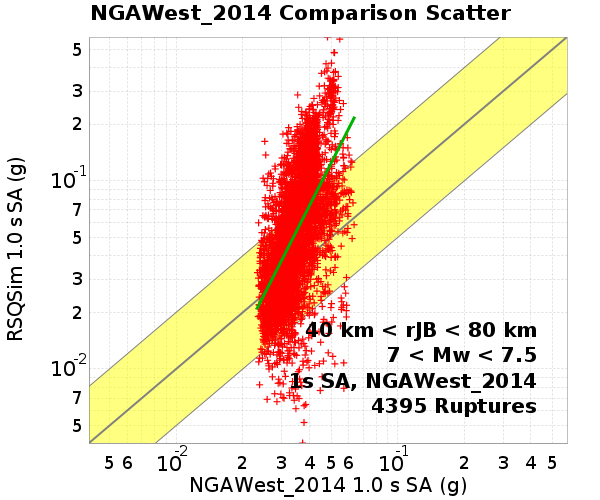 NGAWest_2014 Comparison Scatter
5
3
2
10-1
7
5
3
2
10-2
7
5
RSQSim 1.0 s SA (g)
40 km < rJB < 80 km
7 < Mw < 7.5
1s SA, NGAWest_2014
4395 Ruptures
5 6 10-2 2 3 4 5 6 10-1 2 3 4 5
NGAWest_2014 1.0 s SA (g)